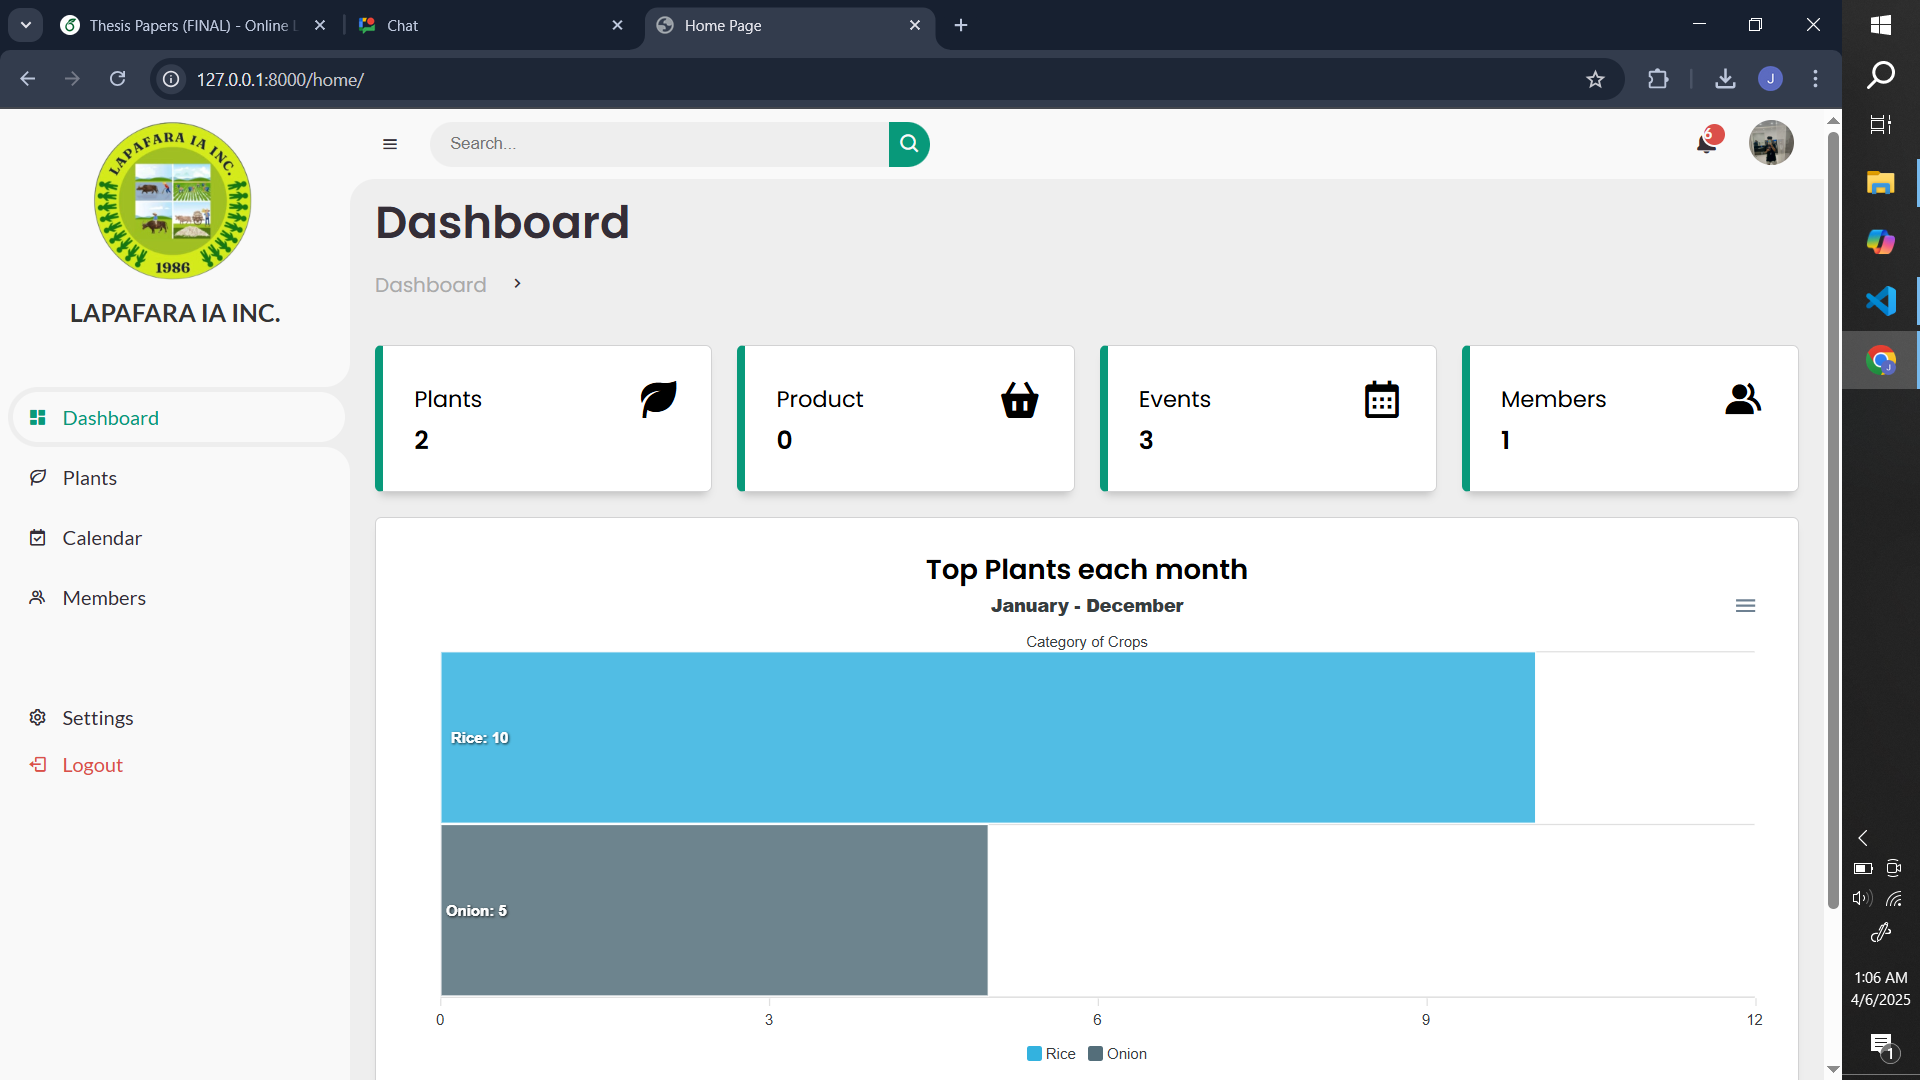 Thesis Papers (FINAL) - Online L
Chat
Home Page
127.0.0.1:8000/home/
J
LAPAFARA IA INC.
1986
LAPAFARA IA INC.
Search...
6
Dashboard
Dashboard
Dashboard
Plants
Calendar
Members
Settings
Logout
Plants
2
Product
0
Events
3
Members
1
Top Plants each month
January - December
Category of Crops
Rice: 10
Onion: 5
0
3
6
9
12
Rice
Onion
J
1:06 AM
4/6/2025
1